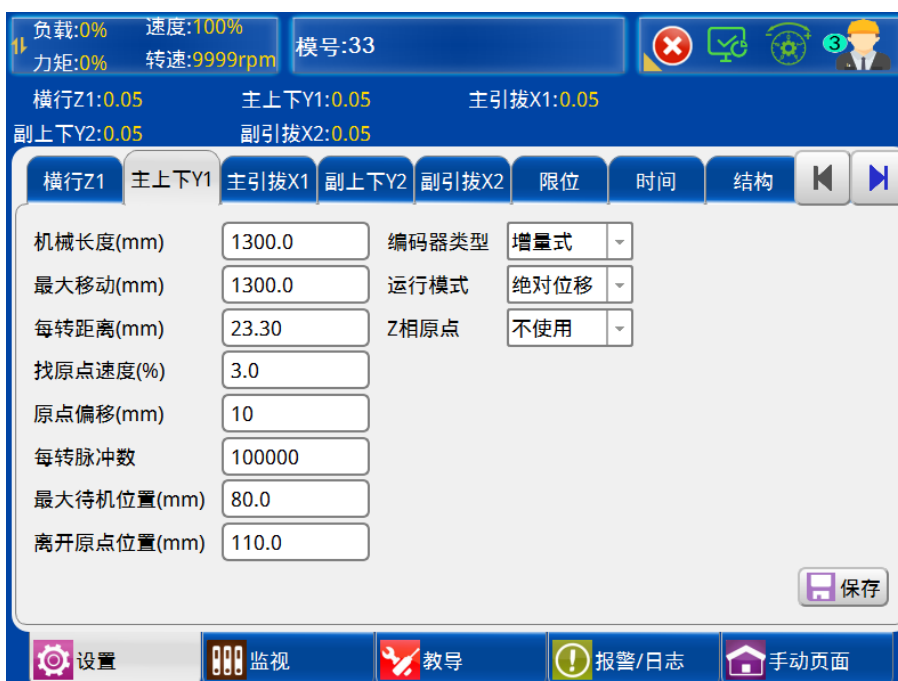 负载:0% 速度:100%
模号:33
3
力矩:0% 转速:9999rpm
横行Z1:0.05 主上下Y1:0.05 主引拔X1:0.05
副上下Y2:0.05 副引拔X2:0.05
横行Z1 主上下Y1 主引拔X1 副上下Y2 副引拔X2 限位 时间 结构
机械长度(mm) 1300.0 编码器类型 增量式
最大移动(mm) 1300.0 运行模式 绝对位移
每转距离(mm) 23.30 Z相原点 不使用
找原点速度(%) 3.0
原点偏移(mm) 10
每转脉冲数 100000
最大待机位置(mm) 80.0
离开原点位置(mm) 110.0
保存
设置 监视 教导 报警/日志 手动页面